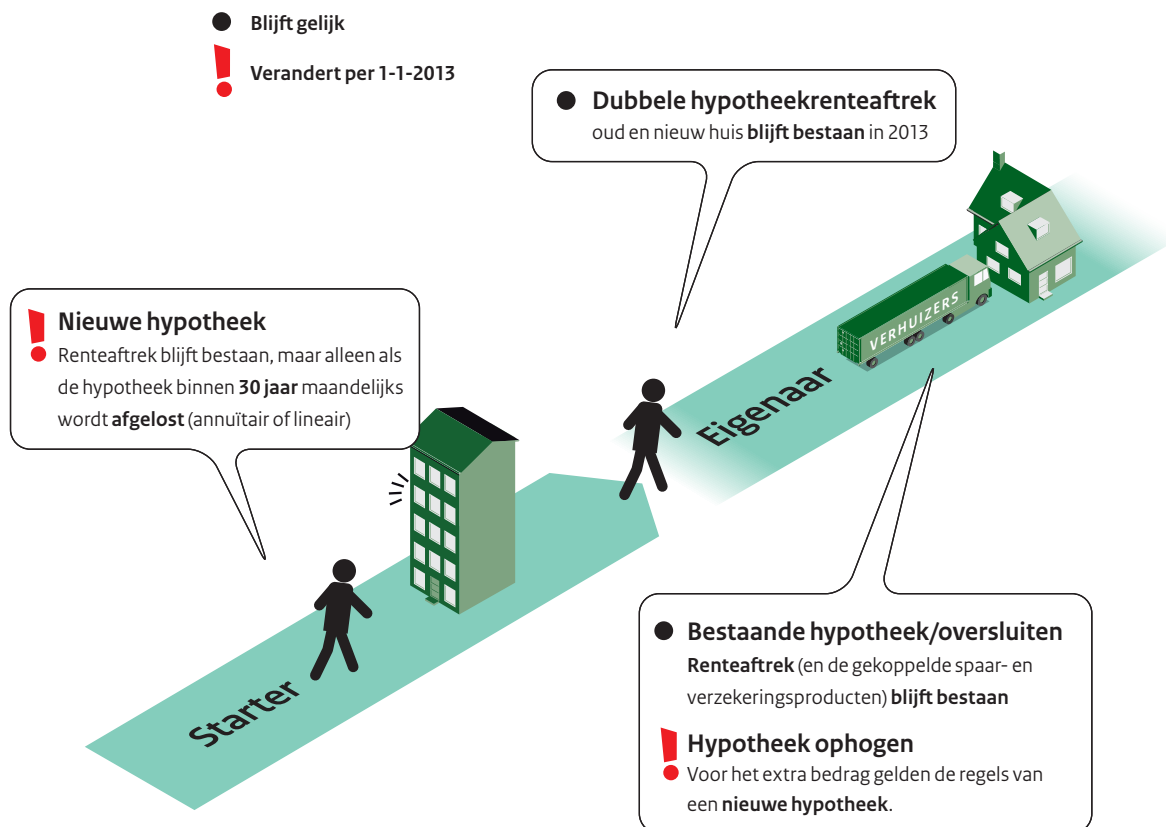 Blijft gelijk
Verandert per 1-1-2013
Dubbele hypotheekrenteaftrek
oud en nieuw huis blijft bestaan in 2013
Nieuwe hypotheek
Renteaftrek blijft bestaan, maar alleen als
de hypotheek binnen 30 jaar maandelijks
wordt afgelost (annuïtair of lineair)
VERHUIZERS
Eigenaar
Starter
Bestaande hypotheek/oversluiten
Renteaftrek (en de gekoppelde spaar- en
verzekeringsproducten) blijft bestaan
Hypotheek ophogen
Voor het extra bedrag gelden de regels van
een nieuwe hypotheek.